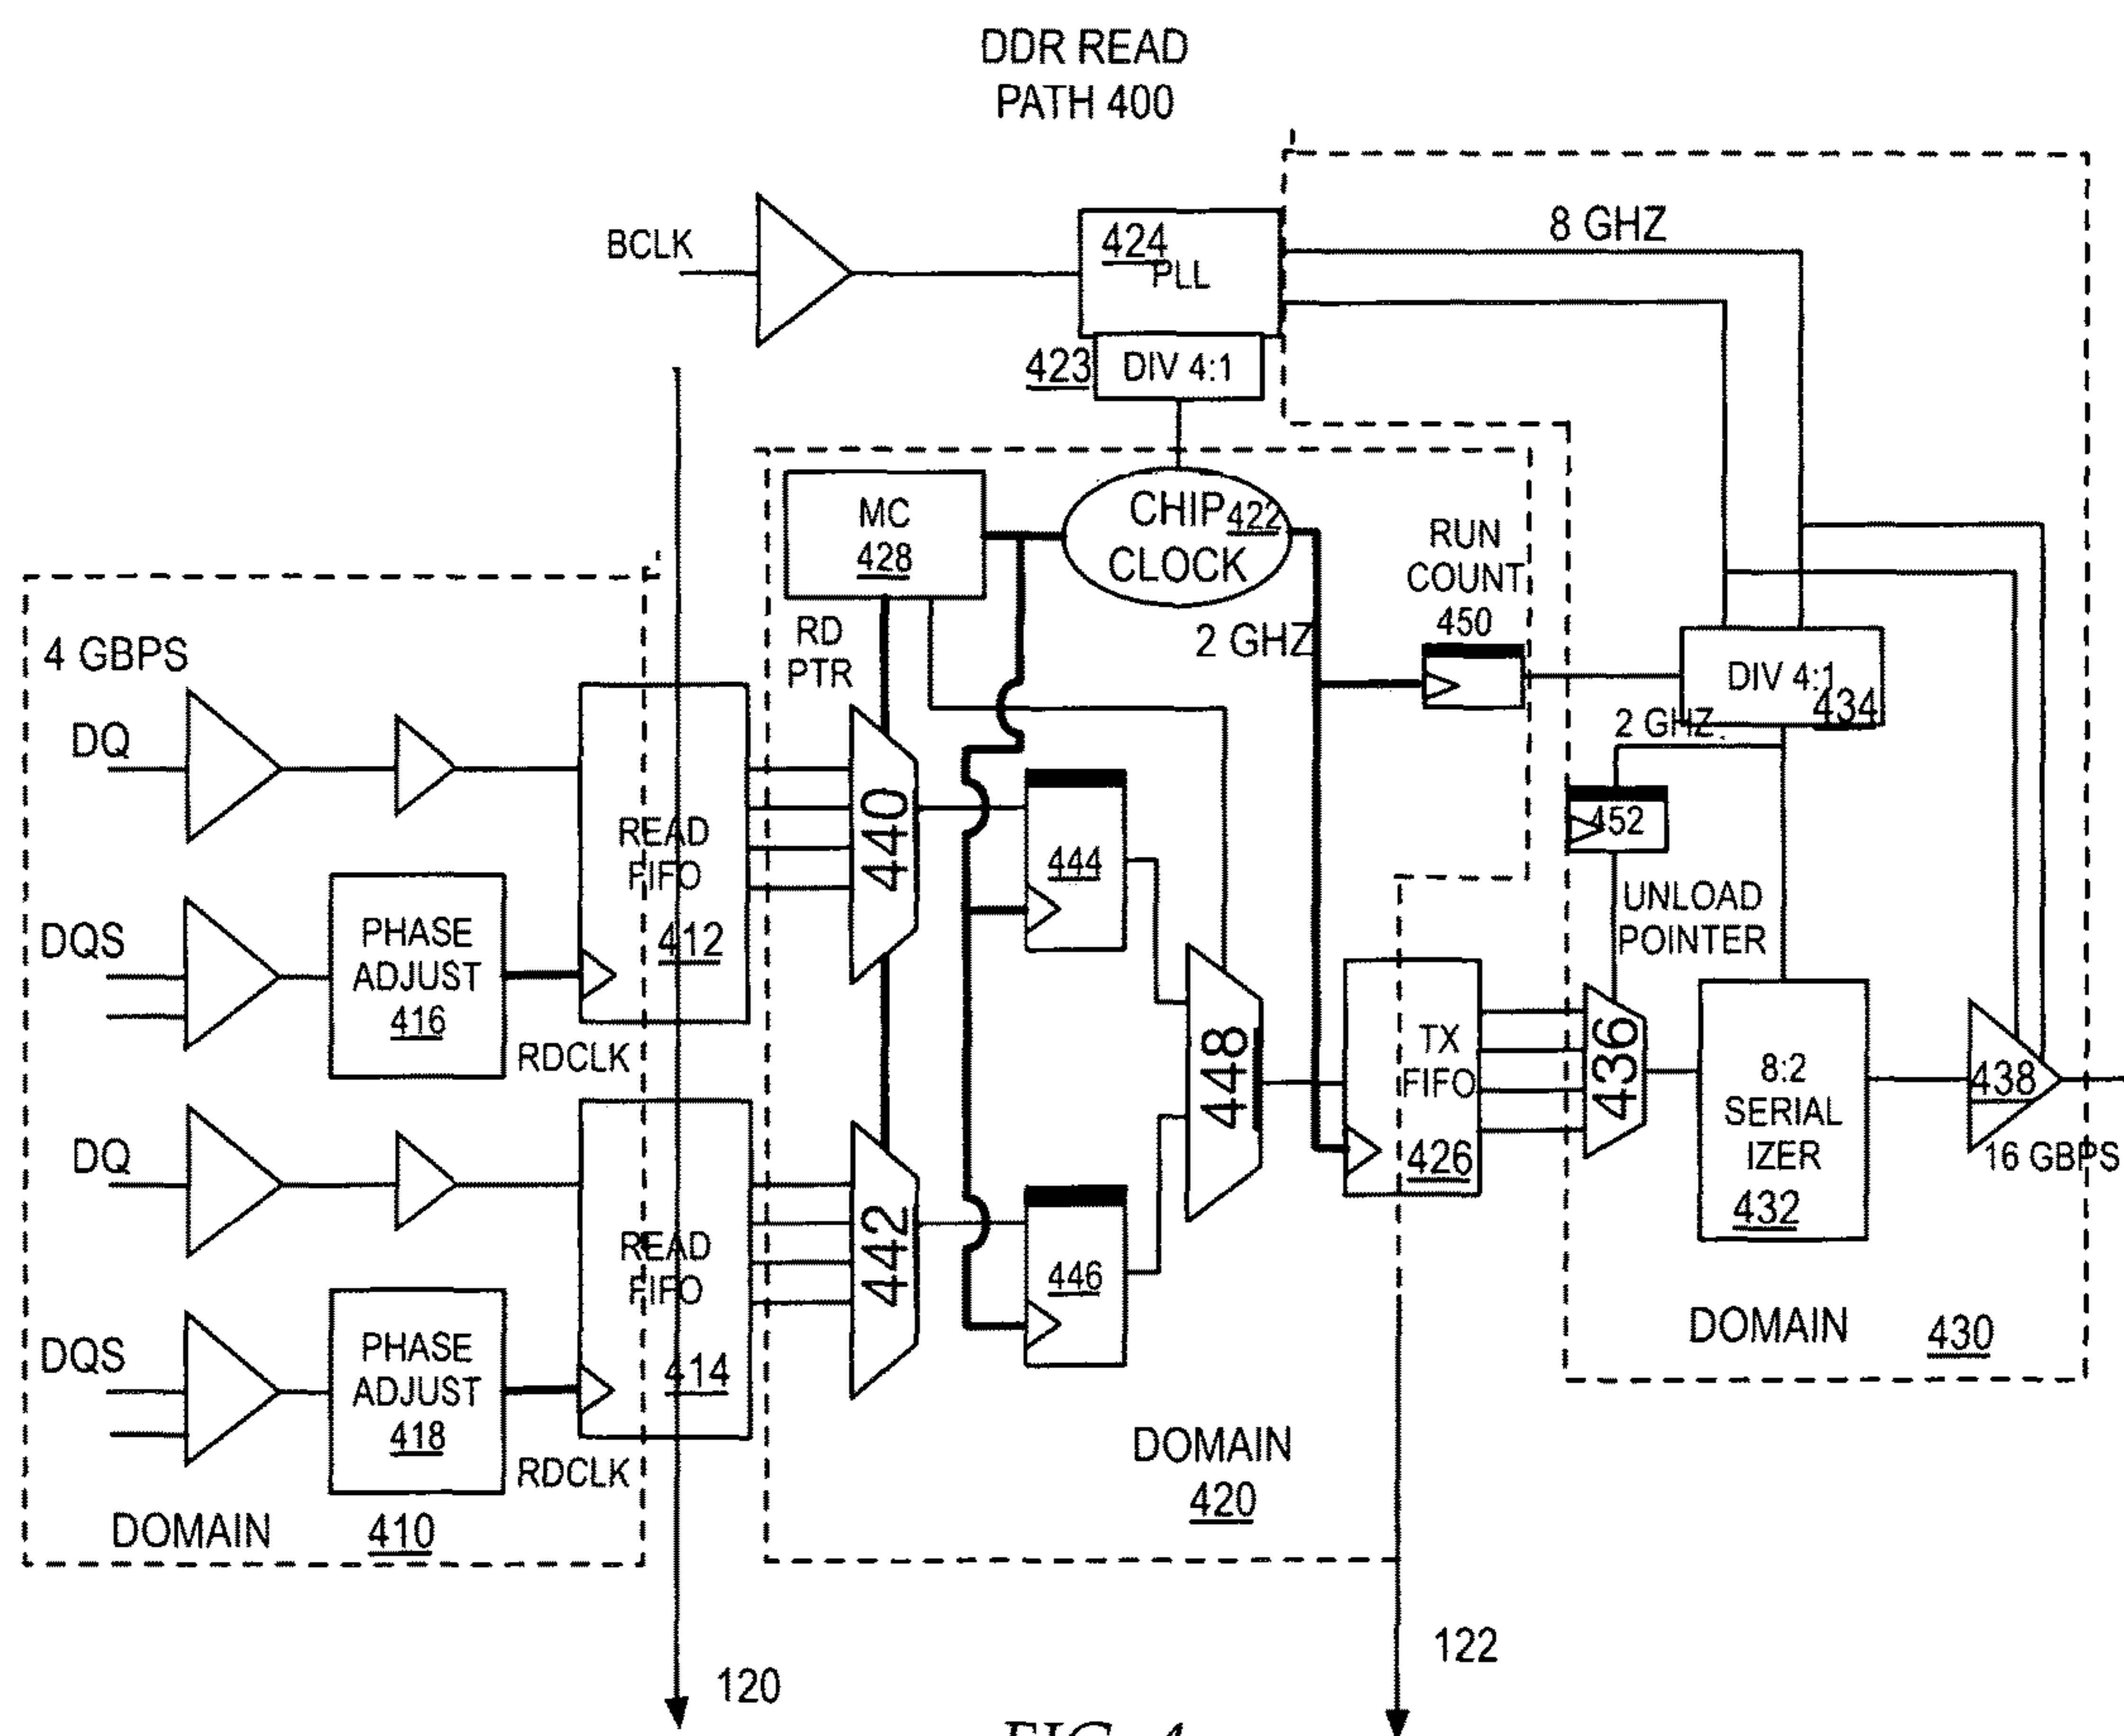 DDR READ
PATH 400
BCLK
424
PLL
8 GHZ
423
DIV 4:1
MC
428
CHIP 422
CLOCK
RUN
COUNT
450
2 GHZ
RD
PTR
4 GBPS
DIV 4:1
434
2 GHZ
DQ
READ
FIFO
412
440
444
452
UNLOAD
POINTER
DQS
PHASE
ADJUST
416
RDCLK
448
TX
FIFO
426
436
8:2
SERIAL
IZER
432
438
16 GBPS
DQ
READ
FIFO
414
442
446
DQS
PHASE
ADJUST
418
RDCLK
DOMAIN 410
DOMAIN
420
DOMAIN 430
120
122
FIG. 4